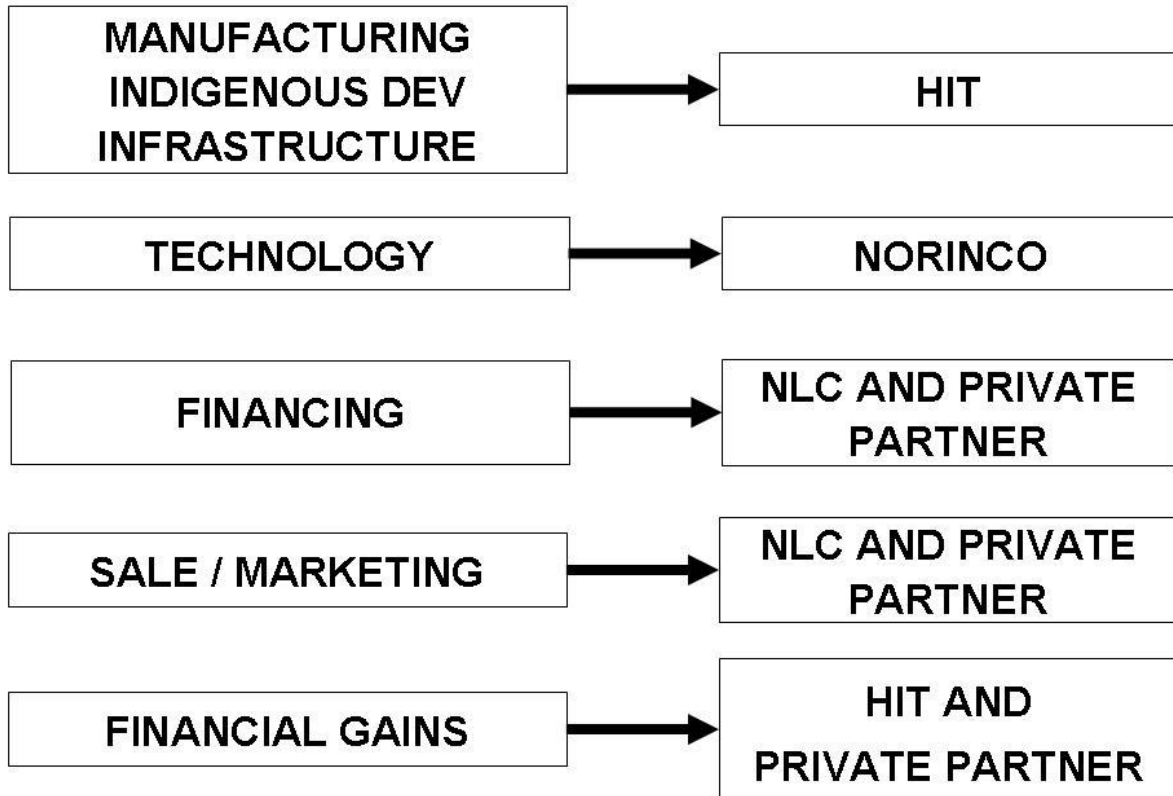 MANUFACTURING
INDIGENOUS DEV
INFRASTRUCTURE
HIT
TECHNOLOGY
NORINCO
FINANCING
NLC AND PRIVATE
PARTNER
SALE / MARKETING
NLC AND PRIVATE
PARTNER
FINANCIAL GAINS
HIT AND
PRIVATE PARTNER